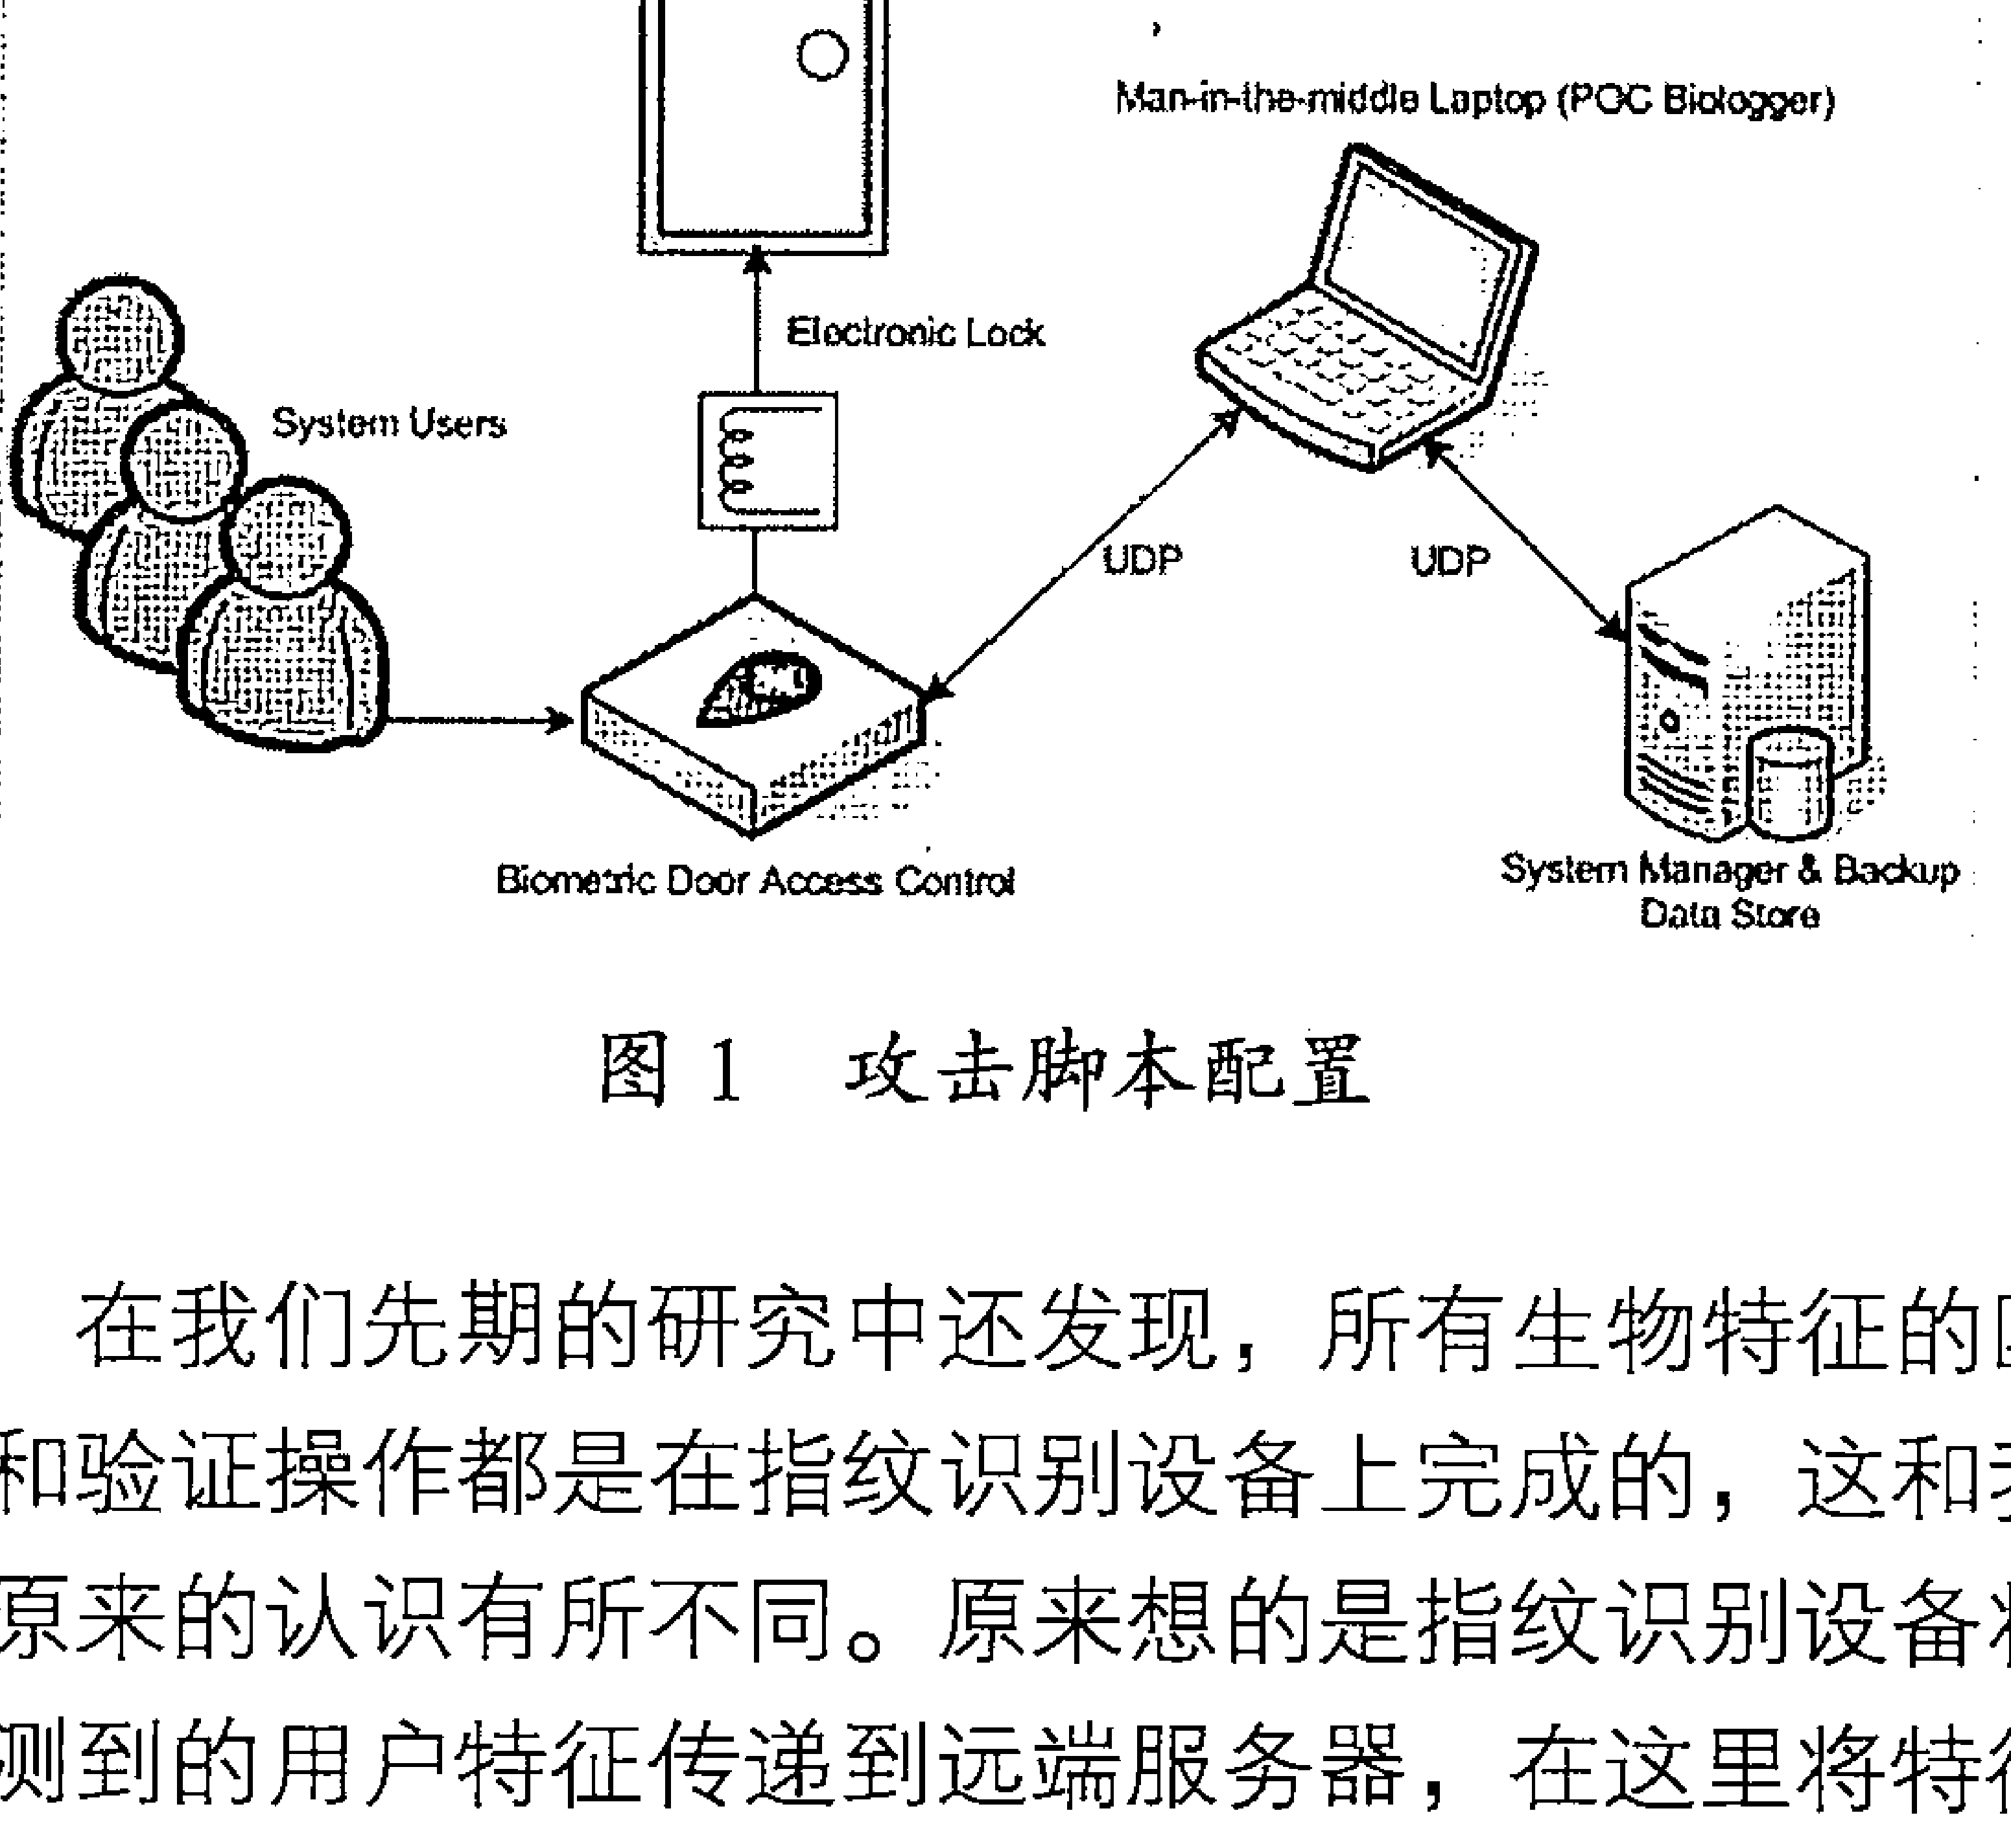 Man-in-the-middle Laptop (POC Biologger)
Electronic Lock
System Users
UDP
UDP
Biometric Door Access Control
System Manager & Backup
Data Store
图 1 攻击脚本配置
在我们先期的研究中还发现，所有生物特征的
和验证操作都是在指纹识别设备上完成的，这和
原来的认识有所不同。原来想的是指纹识别设备
测到的用户特征传递到远端服务器，在这里将特